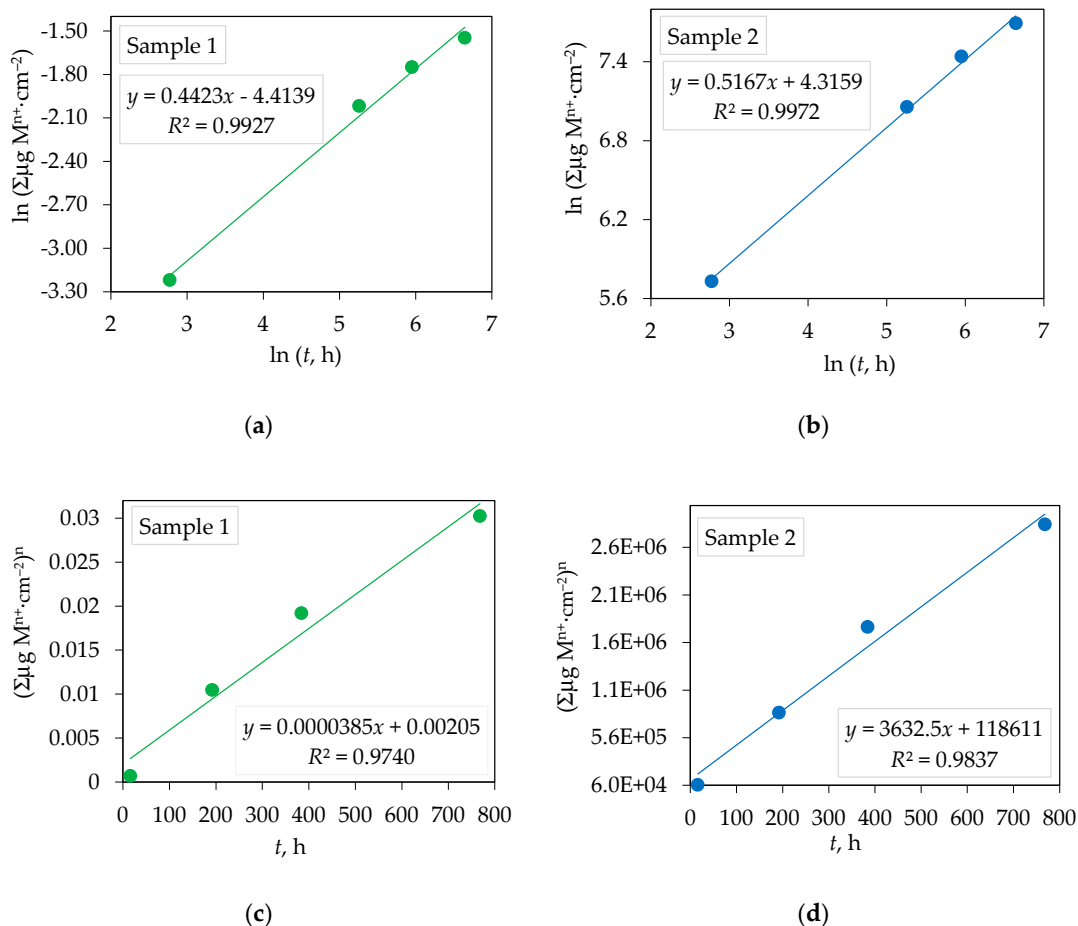 Sample 1
y = 0.4423x - 4.4139
R² = 0.9927
ln (Σμg Mⁿ⁺·cm⁻²)
-1.50
-1.80
-2.10
-2.40
-2.70
-3.00
-3.30
2 3 4 5 6 7
ln (t, h)
(a)
Sample 2
y = 0.5167x + 4.3159
R² = 0.9972
ln (Σμg Mⁿ⁺·cm⁻²)
7.4
6.8
6.2
5.6
2 3 4 5 6 7
ln (t, h)
(b)
Sample 1
(Σμg Mⁿ⁺·cm⁻²)ⁿ
0.03
0.025
0.02
0.015
0.01
0.005
0
y = 0.0000385x + 0.00205
R² = 0.9740
0 100 200 300 400 500 600 700 800
t, h
(c)
Sample 2
(Σμg Mⁿ⁺·cm⁻²)ⁿ
2.6E+06
2.1E+06
1.6E+06
1.1E+06
5.6E+05
6.0E+04
y = 3632.5x + 118611
R² = 0.9837
0 100 200 300 400 500 600 700 800
t, h
(d)